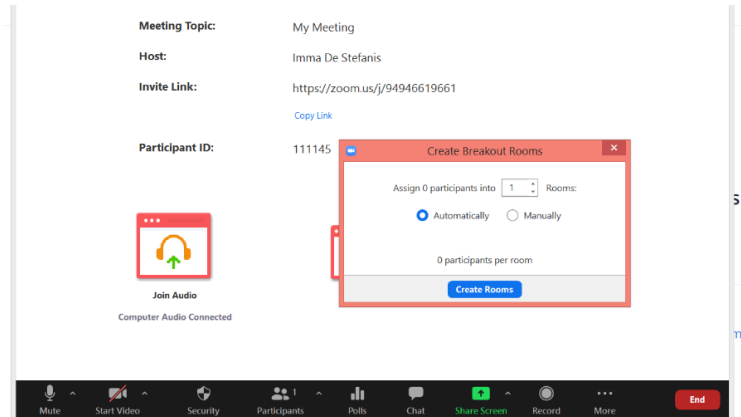 Meeting Topic: My Meeting
Host: Imma De Stefanis
Invite Link: https://zoom.us/j/94946619661
Copy Link
Participant ID: 111145
Create Breakout Rooms
Assign 0 participants into 1 Rooms:
Automatically Manually
0 participants per room
Create Rooms
Join Audio
Computer Audio Connected
1
Mute Start Video Security Participants Polls Chat Share Screen Record More End